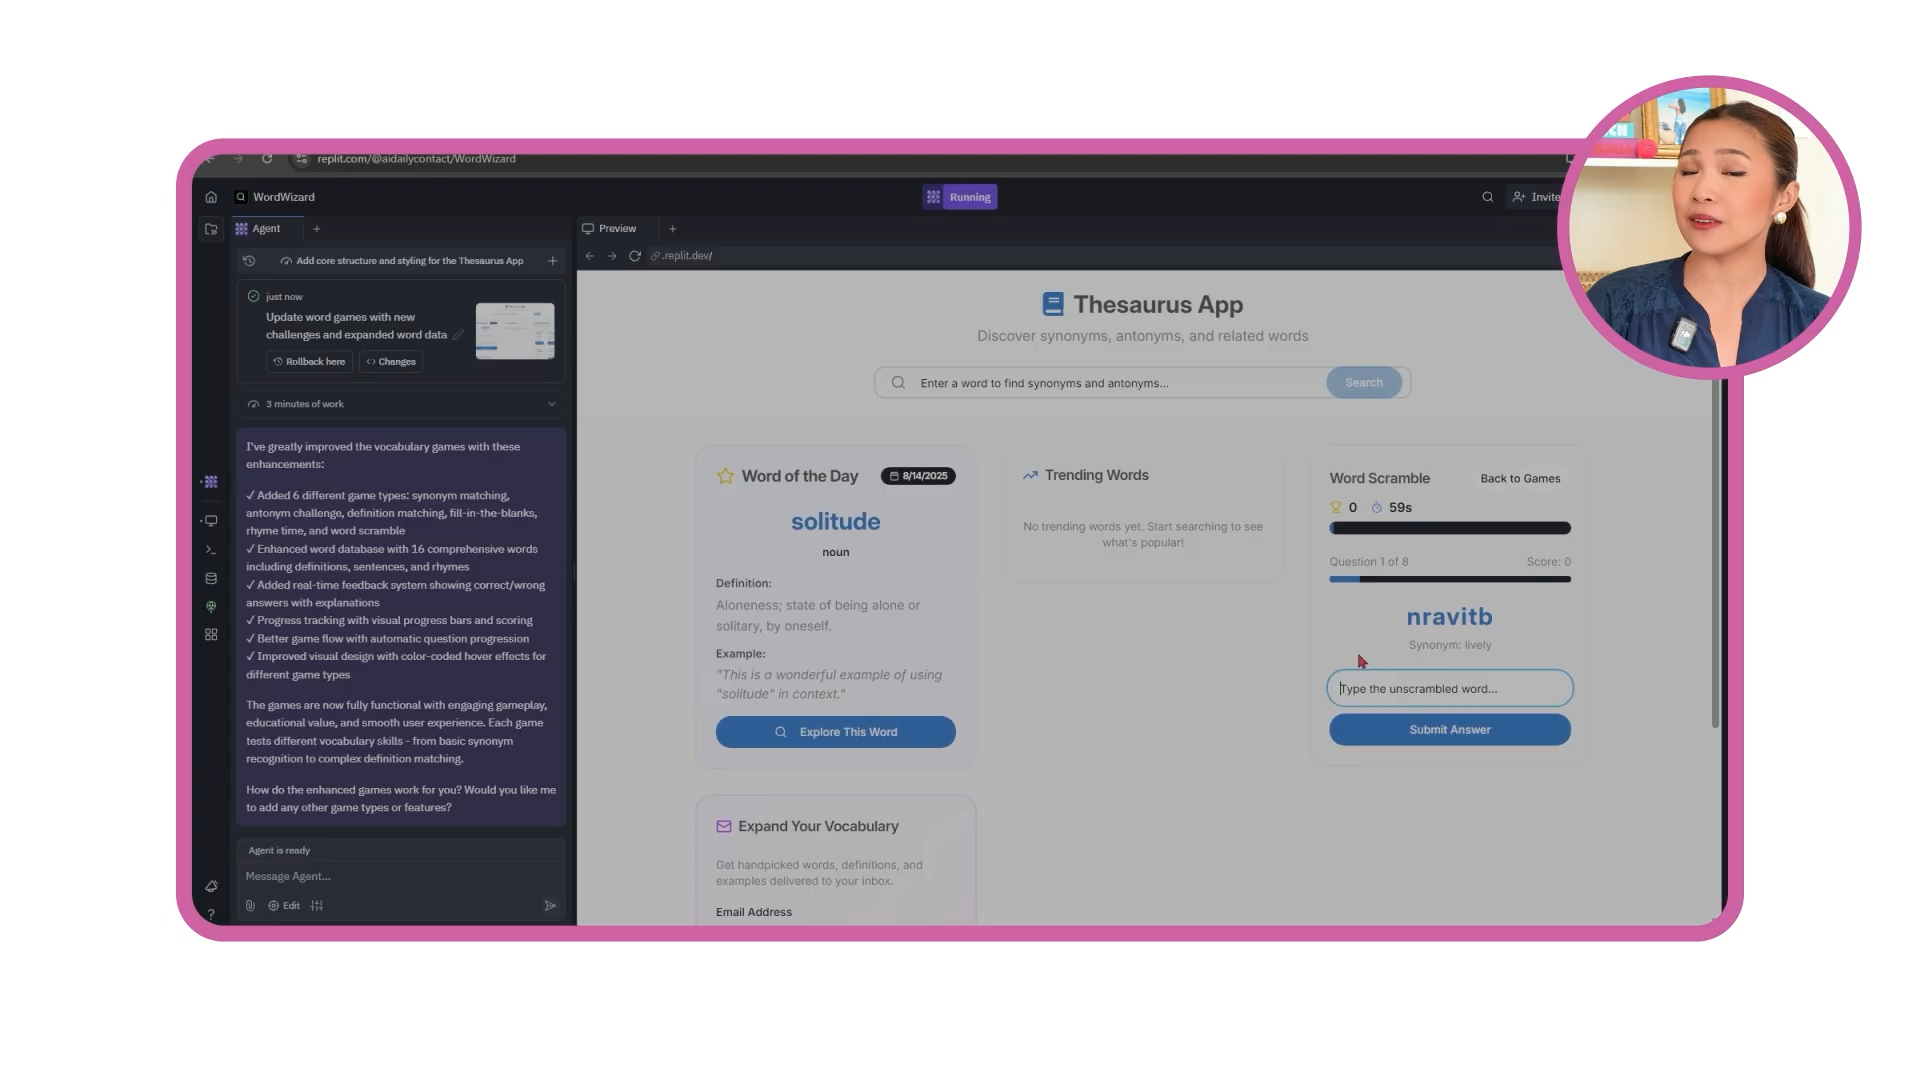 replit.com/@aidailycontact/WordWizard
WordWizard
Running
Invite
Agent
Preview
.replit.dev/
Add core structure and styling for the Thesaurus App
just now
Update word games with new
challenges and expanded word data
Rollback here
Changes
3 minutes of work
I've greatly improved the vocabulary games with these
enhancements:
✓ Added 6 different game types: synonym matching,
antonym challenge, definition matching, fill-in-the-blanks,
rhyme time, and word scramble
✓ Enhanced word database with 16 comprehensive words
including definitions, sentences, and rhymes
✓ Added real-time feedback system showing correct/wrong
answers with explanations
✓ Progress tracking with visual progress bars and scoring
✓ Better game flow with automatic question progression
✓ Improved visual design with color-coded hover effects for
different game types
The games are now fully functional with engaging gameplay,
educational value, and smooth user experience. Each game
tests different vocabulary skills - from basic synonym
recognition to complex definition matching.
How do the enhanced games work for you? Would you like me
to add any other game types or features?
Agent is ready
Message Agent...
Edit
Thesaurus App
Discover synonyms, antonyms, and related words
Enter a word to find synonyms and antonyms...
Search
Word of the Day
8/14/2025
solitude
noun
Definition:
Aloneness; state of being alone or
solitary, by oneself.
Example:
"This is a wonderful example of using
"solitude" in context."
Explore This Word
Expand Your Vocabulary
Get handpicked words, definitions, and
examples delivered to your inbox.
Email Address
Trending Words
No trending words yet. Start searching to see
what's popular!
Word Scramble
Back to Games
0
59s
Question 1 of 8
Score: 0
nravitb
Synonym: lively
Type the unscrambled word...
Submit Answer